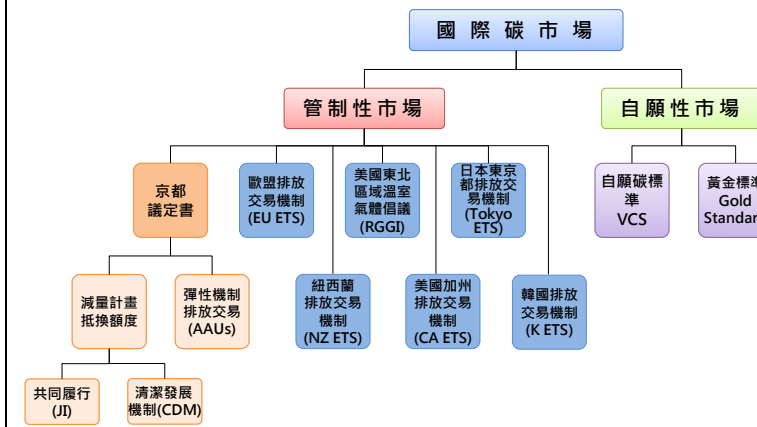 國際碳市場
管制性市場
自願性市場
京都
議定書
歐盟排放
交易機制
(EU ETS)
美國東北
區域溫室
氣體倡議
(RGGI)
日本東京
都排放交
易機制
(Tokyo
ETS)
自願碳標
準
VCS
黃金標準
Gold
Standard
減量計畫
抵換額度
彈性機制
排放交易
(AAUs)
紐西蘭
排放交易
機制
(NZ ETS)
美國加州
排放交易
機制
(CA ETS)
韓國排放
交易機制
(K ETS)
共同履行
(JI)
清潔發展
機制(CDM)